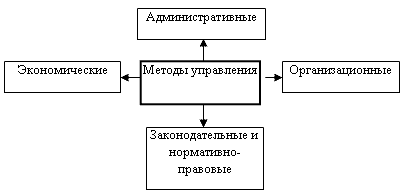 Административные
Экономические
Методы управления
Организационные
Законодательные и
нормативно-
правовые